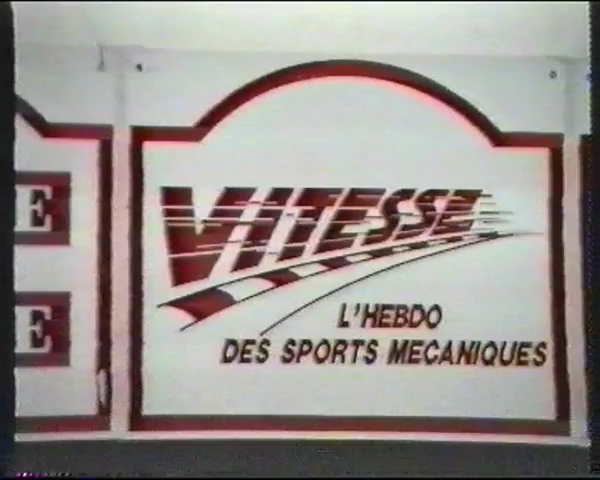 E
E
VITESSE
L'HEBDO
DES SPORTS MECANIQUES